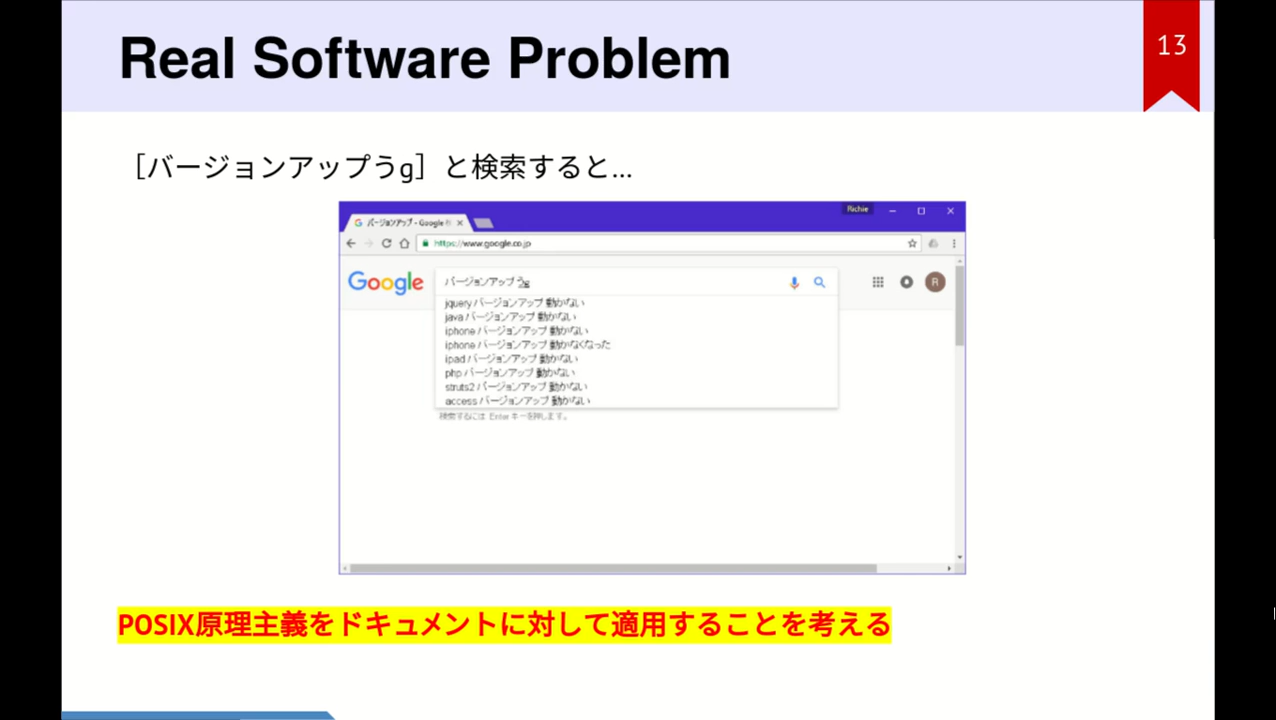 Real Software Problem
13
［バージョンアップうg］と検索すると...
Richie
バージョンアップ - Google
https://www.google.co.jp
Google
バージョンアップ うg
R
jquery バージョンアップ 動かない
java バージョンアップ 動かない
iphone バージョンアップ 動かない
iphone バージョンアップ 動かなくなった
ipad バージョンアップ 動かない
php バージョンアップ 動かない
struts2 バージョンアップ 動かない
access バージョンアップ 動かない
検索するには Enter キーを押します。
POSIX原理主義をドキュメントに対して適用することを考える